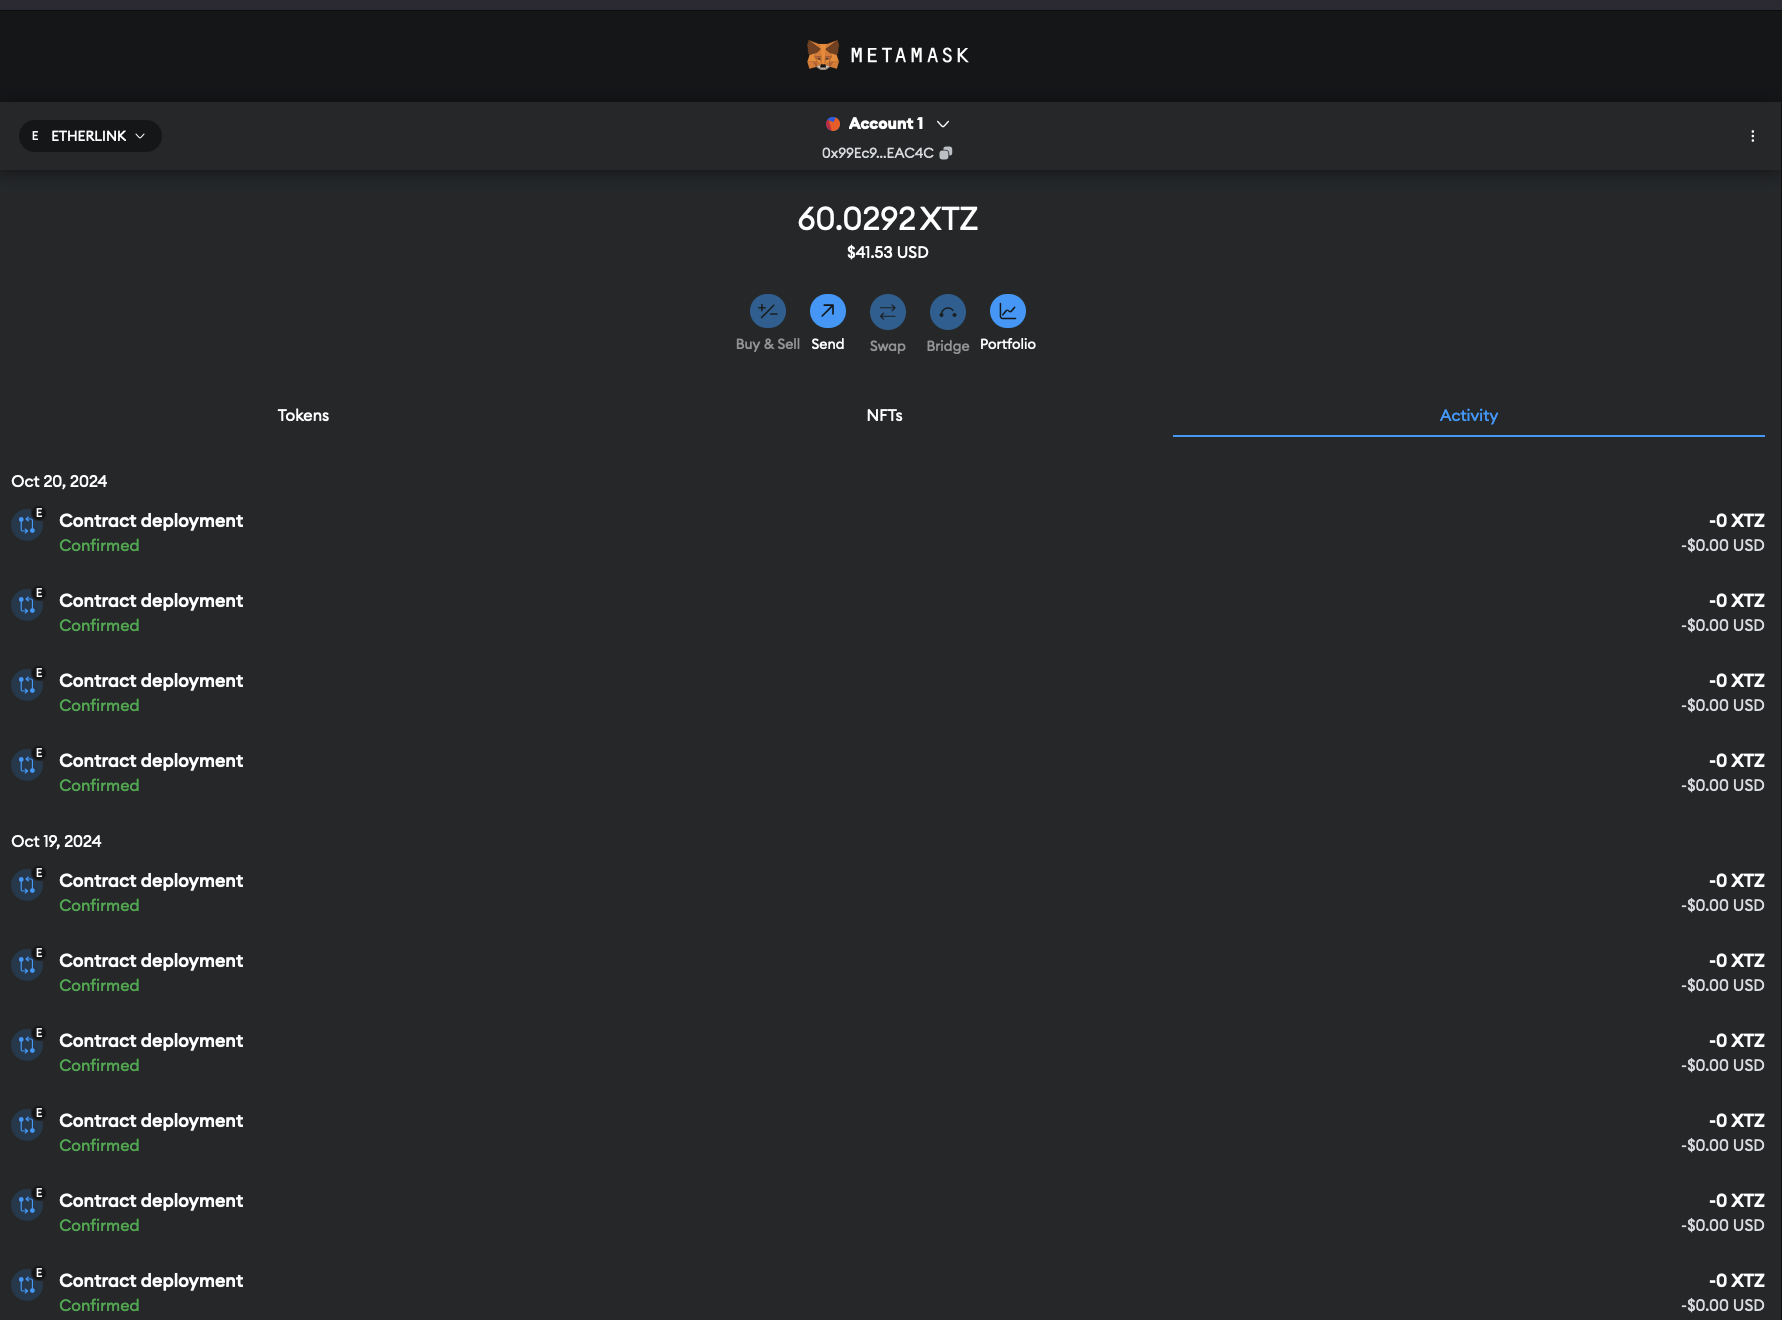 METAMASK
E ETHERLINK
Account 1
0x99Ec9...EAC4C
60.0292 XTZ
$41.53 USD
Buy & Sell Send Swap Bridge Portfolio
Tokens NFTs Activity
Oct 20, 2024
E
Contract deployment -0 XTZ
Confirmed -$0.00 USD
E
Contract deployment -0 XTZ
Confirmed -$0.00 USD
E
Contract deployment -0 XTZ
Confirmed -$0.00 USD
E
Contract deployment -0 XTZ
Confirmed -$0.00 USD
Oct 19, 2024
E
Contract deployment -0 XTZ
Confirmed -$0.00 USD
E
Contract deployment -0 XTZ
Confirmed -$0.00 USD
E
Contract deployment -0 XTZ
Confirmed -$0.00 USD
E
Contract deployment -0 XTZ
Confirmed -$0.00 USD
E
Contract deployment -0 XTZ
Confirmed -$0.00 USD
E
Contract deployment -0 XTZ
Confirmed -$0.00 USD